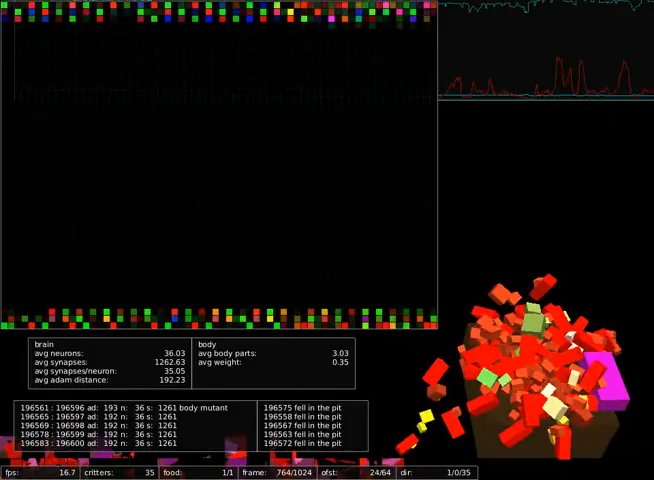 brain
avg neurons: 36.03
avg synapses: 1262.63
avg synapses/neuron: 35.05
avg adam distance: 192.23
body
avg body parts: 3.03
avg weight: 0.35
196561 : 196596 ad: 193 n: 36 s: 1261 body mutant
196565 : 196597 ad: 192 n: 36 s: 1261
196569 : 196598 ad: 192 n: 36 s: 1261
196578 : 196599 ad: 192 n: 36 s: 1261
196583 : 196600 ad: 192 n: 36 s: 1261
196575 fell in the pit
196558 fell in the pit
196567 fell in the pit
196563 fell in the pit
196572 fell in the pit
fps: 16.7 critters: 35 food: 1/1 frame: 764/1024 ofst: 24/64 dir: 1/0/35